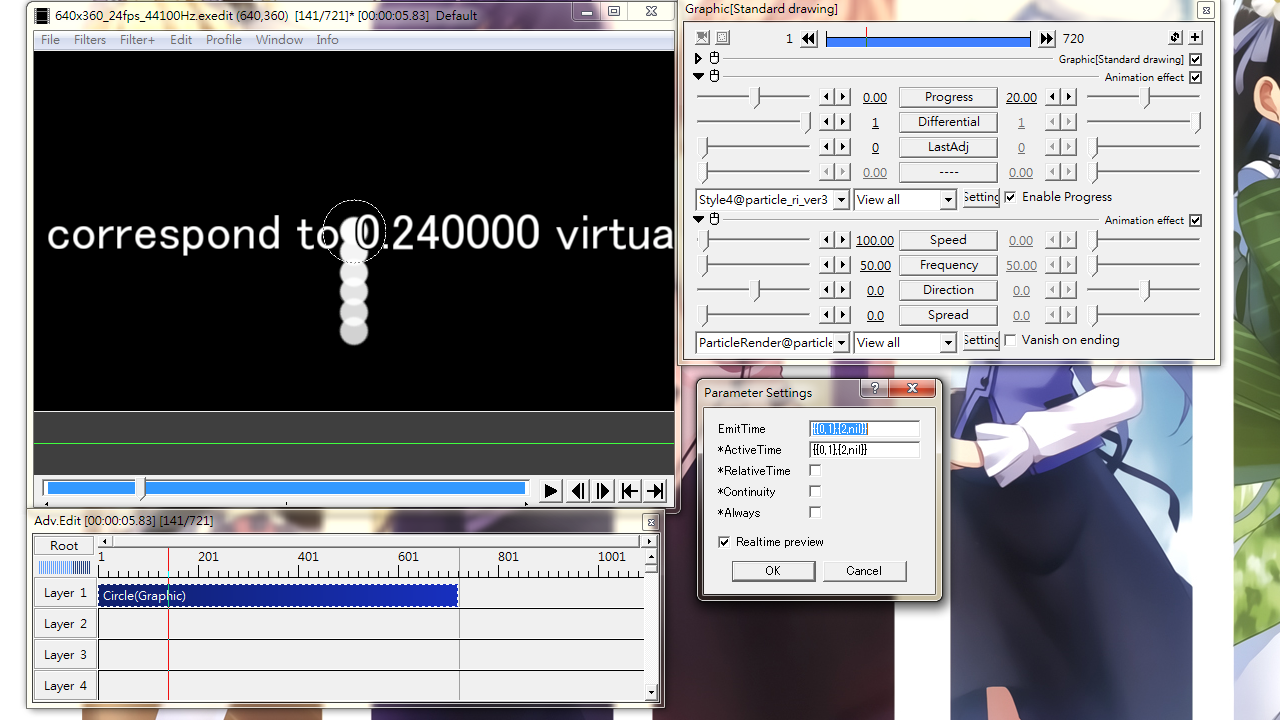 640x360_24fps_44100Hz.exedit (640,360)  [141/721]*  [00:00:05.83]  Default
File Filters Filter+ Edit Profile Window Info
correspond to 0.240000 virtua
Graphic[Standard drawing]
1 720
Graphic[Standard drawing]
Animation effect
0.00 Progress 20.00
1 Differential 1
0 LastAdj 0
0.00 ---- 0.00
Style4@particle_ri_ver3 View all Setting Enable Progress
Animation effect
100.00 Speed 0.00
50.00 Frequency 50.00
0.0 Direction 0.0
0.0 Spread 0.0
ParticleRender@particle View all Setting Vanish on ending
Parameter Settings
EmitTime {{0,1},{2,nil}}
*ActiveTime {{0,1},{2,nil}}
*RelativeTime
*Continuity
*Always
Realtime preview
OK Cancel
Adv.Edit [00:00:05.83] [141/721]
Root 1 201 401 601 801 1001
Layer 1 Circle(Graphic)
Layer 2
Layer 3
Layer 4